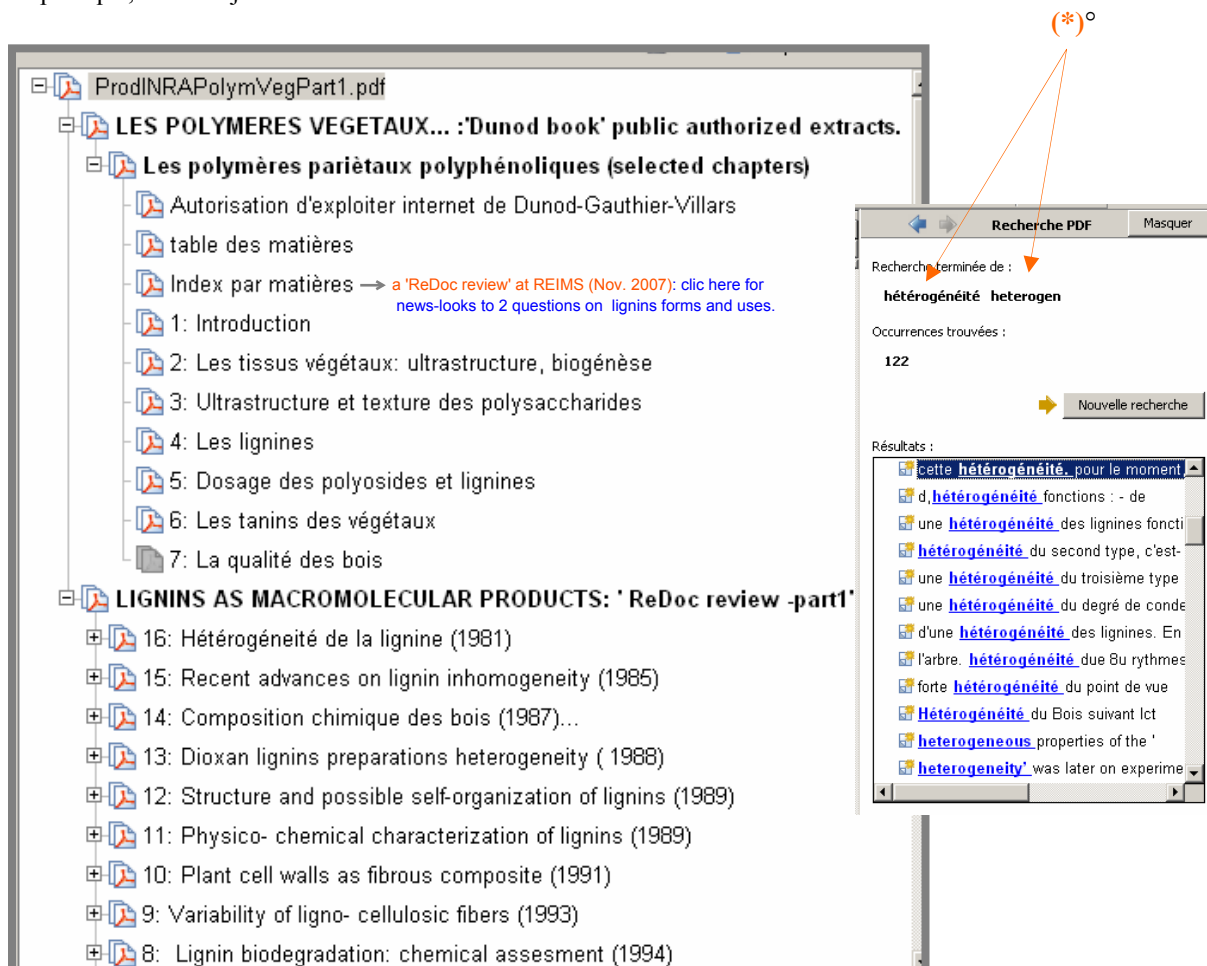 (*)°
ProdINRAPolymVegPart1.pdf
LES POLYMERES VEGETAUX... :'Dunod book' public authorized extracts.
Les polymères pariètaux polyphénoliques (selected chapters)
Autorisation d'exploiter internet de Dunod-Gauthier-Villars
table des matières
Index par matières → a 'ReDoc review' at REIMS (Nov. 2007): clic here for
news-looks to 2 questions on lignins forms and uses.
1: Introduction
2: Les tissus végétaux: ultrastructure, biogénèse
3: Ultrastructure et texture des polysaccharides
4: Les lignines
5: Dosage des polyosides et lignines
6: Les tanins des végétaux
7: La qualité des bois
LIGNINS AS MACROMOLECULAR PRODUCTS: ' ReDoc review -part1'
16: Hétérogéneité de la lignine (1981)
15: Recent advances on lignin inhomogeneity (1985)
14: Composition chimique des bois (1987)...
13: Dioxan lignins preparations heterogeneity ( 1988)
12: Structure and possible self-organization of lignins (1989)
11: Physico- chemical characterization of lignins (1989)
10: Plant cell walls as fibrous composite (1991)
9: Variability of ligno- cellulosic fibers (1993)
8: Lignin biodegradation: chemical assesment (1994)
Recherche PDF
Masquer
Recherche terminée de :
hétérogénéité heterogen
Occurrences trouvées :
122
Nouvelle recherche
Résultats :
cette hétérogénéité. pour le moment
d,hétérogénéité fonctions : - de
une hétérogénéité des lignines foncti
hétérogénéité du second type, c'est-
une hétérogénéité du troisième type
une hétérogénéité du degré de conde
d'une hétérogénéité des lignines. En
l'arbre. hétérogénéité due 8u rythmes
forte hétérogénéité du point de vue
Hétérogénéité du Bois suivant lct
heterogeneous properties of the '
heterogeneity' was later on experime